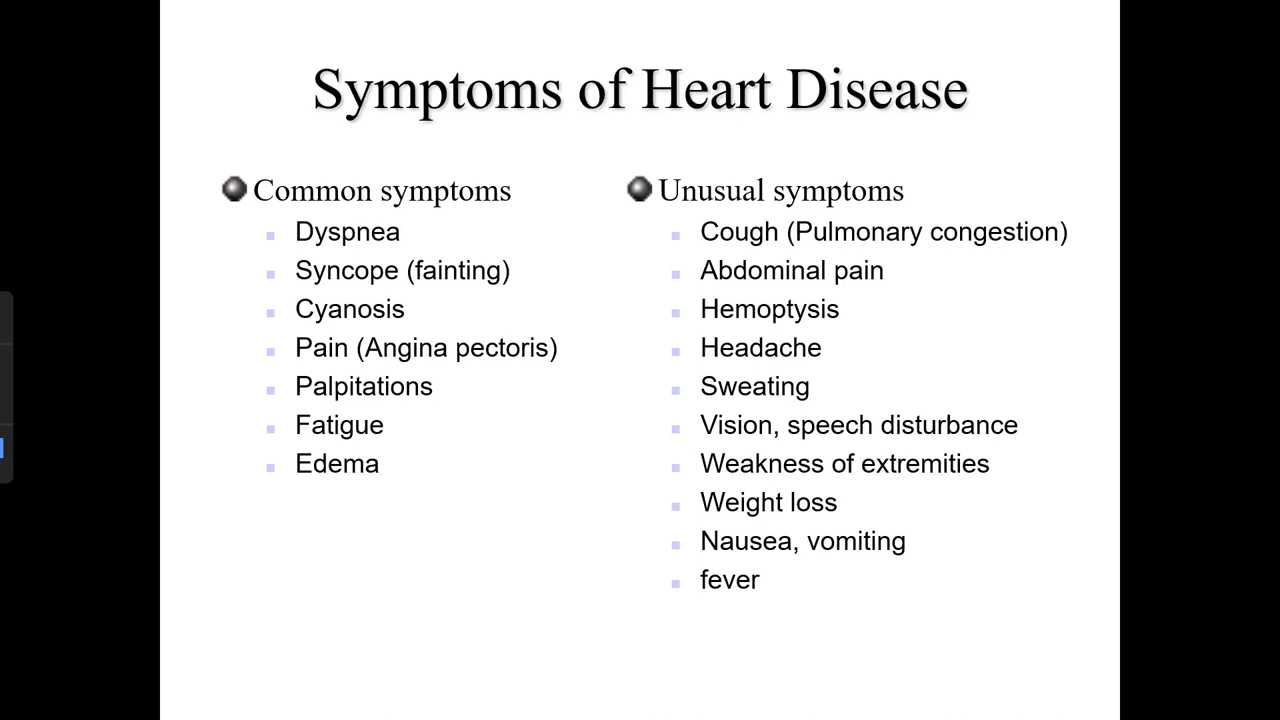 Symptoms of Heart Disease
Common symptoms
Dyspnea
Syncope (fainting)
Cyanosis
Pain (Angina pectoris)
Palpitations
Fatigue
Edema
Unusual symptoms
Cough (Pulmonary congestion)
Abdominal pain
Hemoptysis
Headache
Sweating
Vision, speech disturbance
Weakness of extremities
Weight loss
Nausea, vomiting
fever